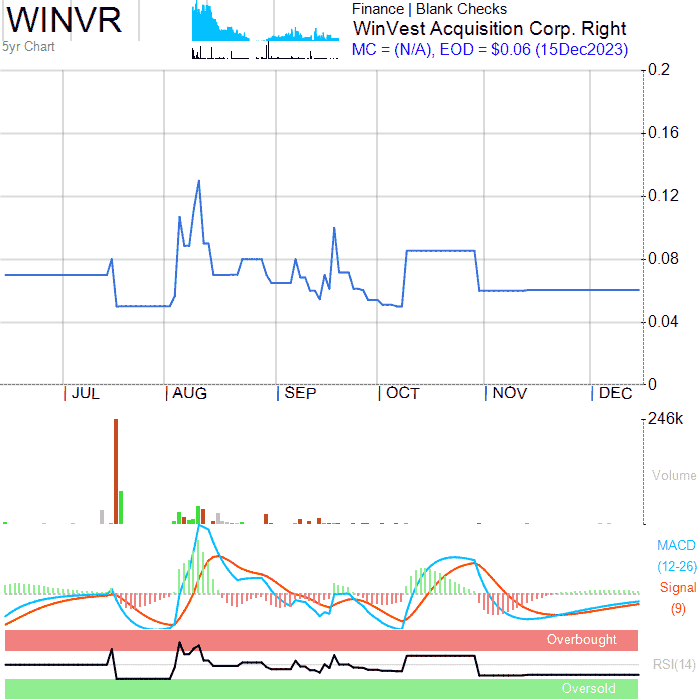 WINVR
5yr Chart
Finance | Blank Checks
WinVest Acquisition Corp. Right
MC = (N/A), EOD = $0.06 (15Dec2023)
0.2
0.16
0.12
0.08
0.04
0
JUL AUG SEP OCT NOV DEC
246k
Volume
MACD
(12-26)
Signal
(9)
Overbought
RSI(14)
Oversold